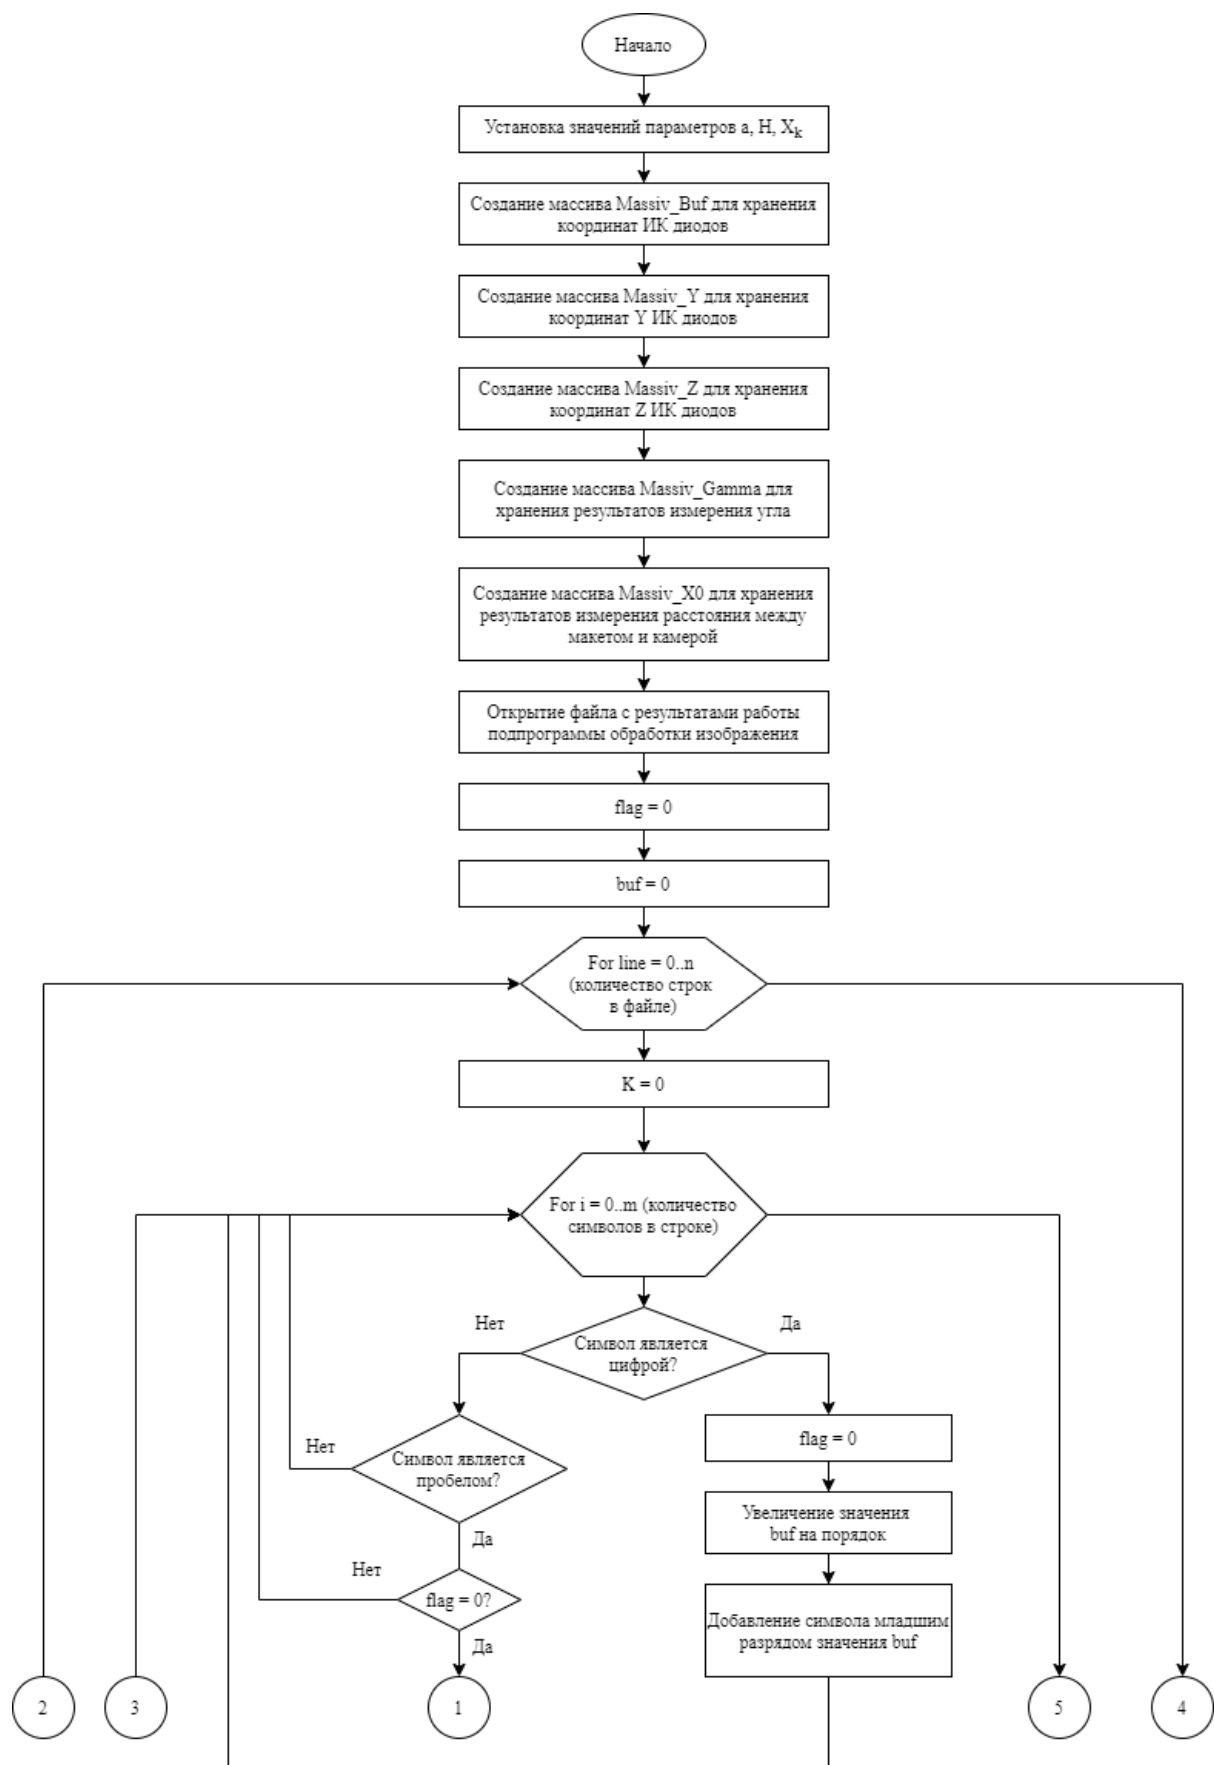 Начало
Установка значений параметров a, H, Xk
Создание массива Massiv_Buf для хранения
координат ИК диодов
Создание массива Massiv_Y для хранения
координат Y ИК диодов
Создание массива Massiv_Z для хранения
координат Z ИК диодов
Создание массива Massiv_Gamma для
хранения результатов измерения угла
Создание массива Massiv_X0 для хранения
результатов измерения расстояния между
макетом и камерой
Открытие файла с результатами работы
подпрограммы обработки изображения
flag = 0
buf = 0
For line = 0..n
(количество строк
в файле)
K = 0
For i = 0..m (количество
символов в строке)
Нет
Да
Символ является
цифрой?
Нет
Символ является
пробелом?
flag = 0
Увеличение значения
buf на порядок
Да
Нет
flag = 0?
Добавление символа младшим
разрядом значения buf
Да
2
3
1
5
4